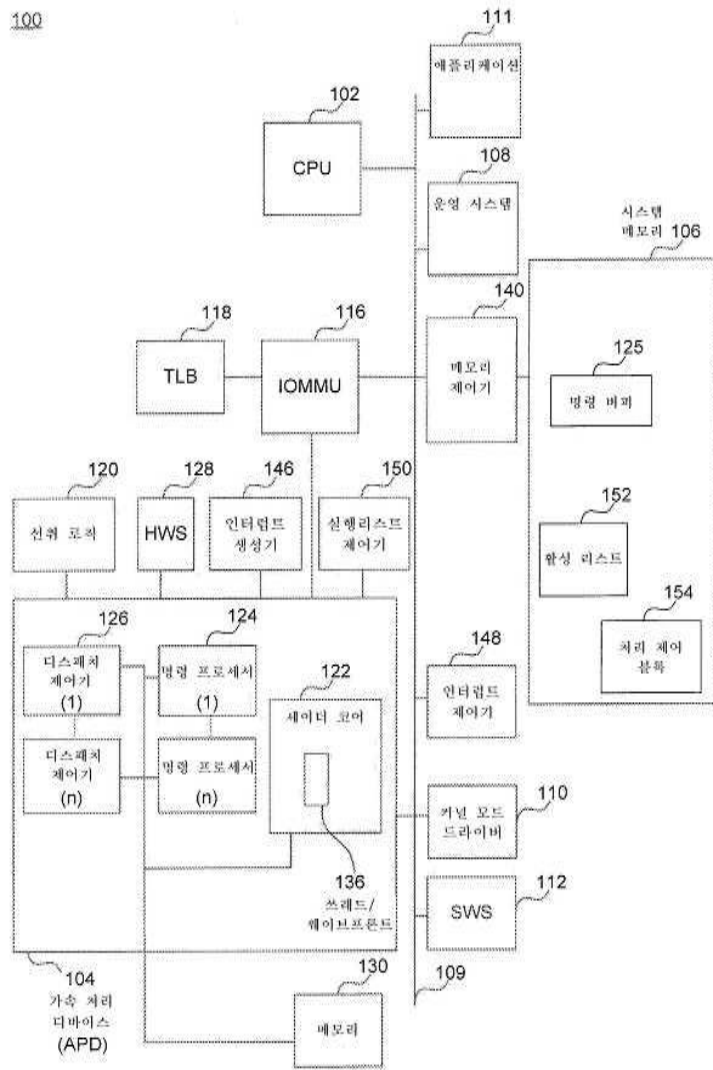 100
111
애플리케이션
102
CPU
108
운영 시스템
시스템
메모리 106
118
TLB
116
IOMMU
140
메모리
제어기
125
명령 버퍼
120
선취 로직
128
HWS
146
인터럽트
생성기
150
실행리스트
제어기
152
활성 리스트
154
처리 제어
블록
126
디스패치
제어기
(1)
124
명령 프로세서
(1)
122
셰이더 코어
148
인터럽트
제어기
디스패치
제어기
(n)
명령 프로세서
(n)
110
커널 모드
드라이버
136
쓰레드/
웨이브프론트
SWS
112
104
가속 처리
디바이스
(APD)
130
메모리
109